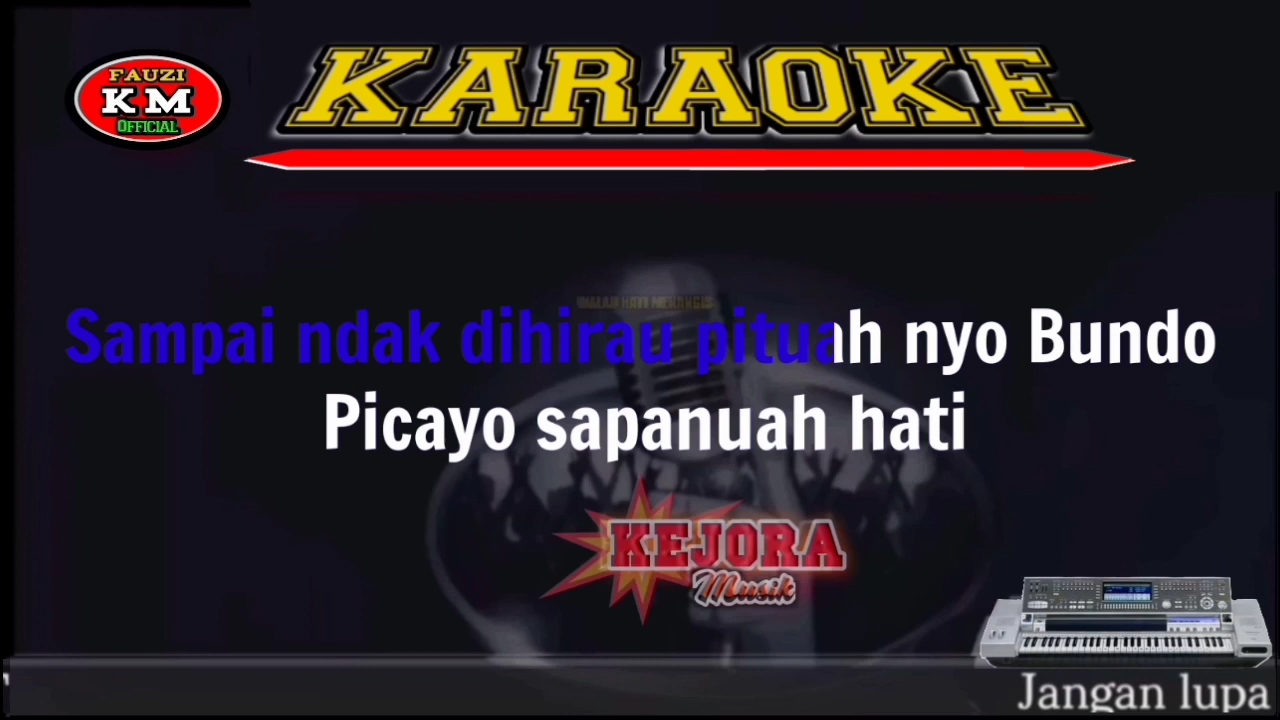 FAUZI
KM
OFFICIAL
KARAOKE
Sampai ndak dihirau pituah nyo Bundo
Picayo sapanuah hati
KEJORA
Musik
Jangan lupa